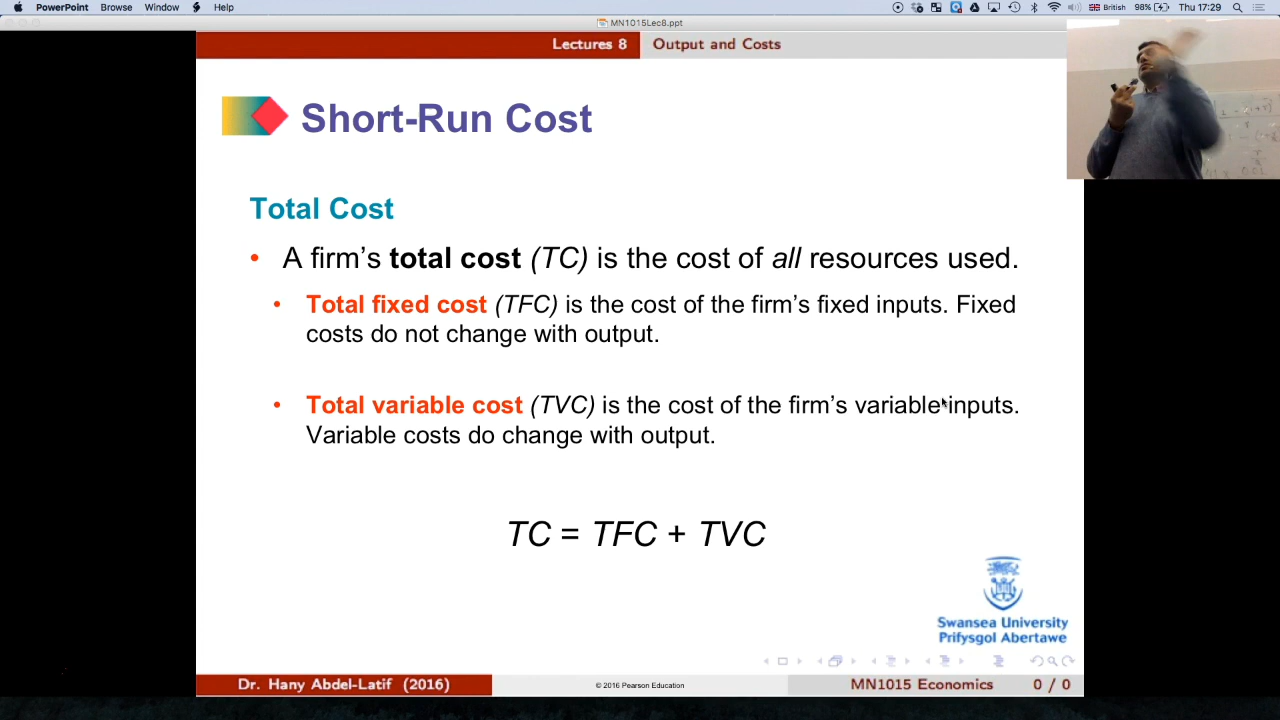 PowerPoint Browse Window Help
British 98% Thu 17:29
MN1015Lec8.ppt
Lectures 8 Output and Costs
Short-Run Cost
Total Cost
• A firm's total cost (TC) is the cost of all resources used.
• Total fixed cost (TFC) is the cost of the firm's fixed inputs. Fixed
costs do not change with output.
• Total variable cost (TVC) is the cost of the firm's variable inputs.
Variable costs do change with output.
TC = TFC + TVC
Swansea University
Prifysgol Abertawe
Dr. Hany Abdel-Latif (2016) © 2016 Pearson Education MN1015 Economics 0 / 0